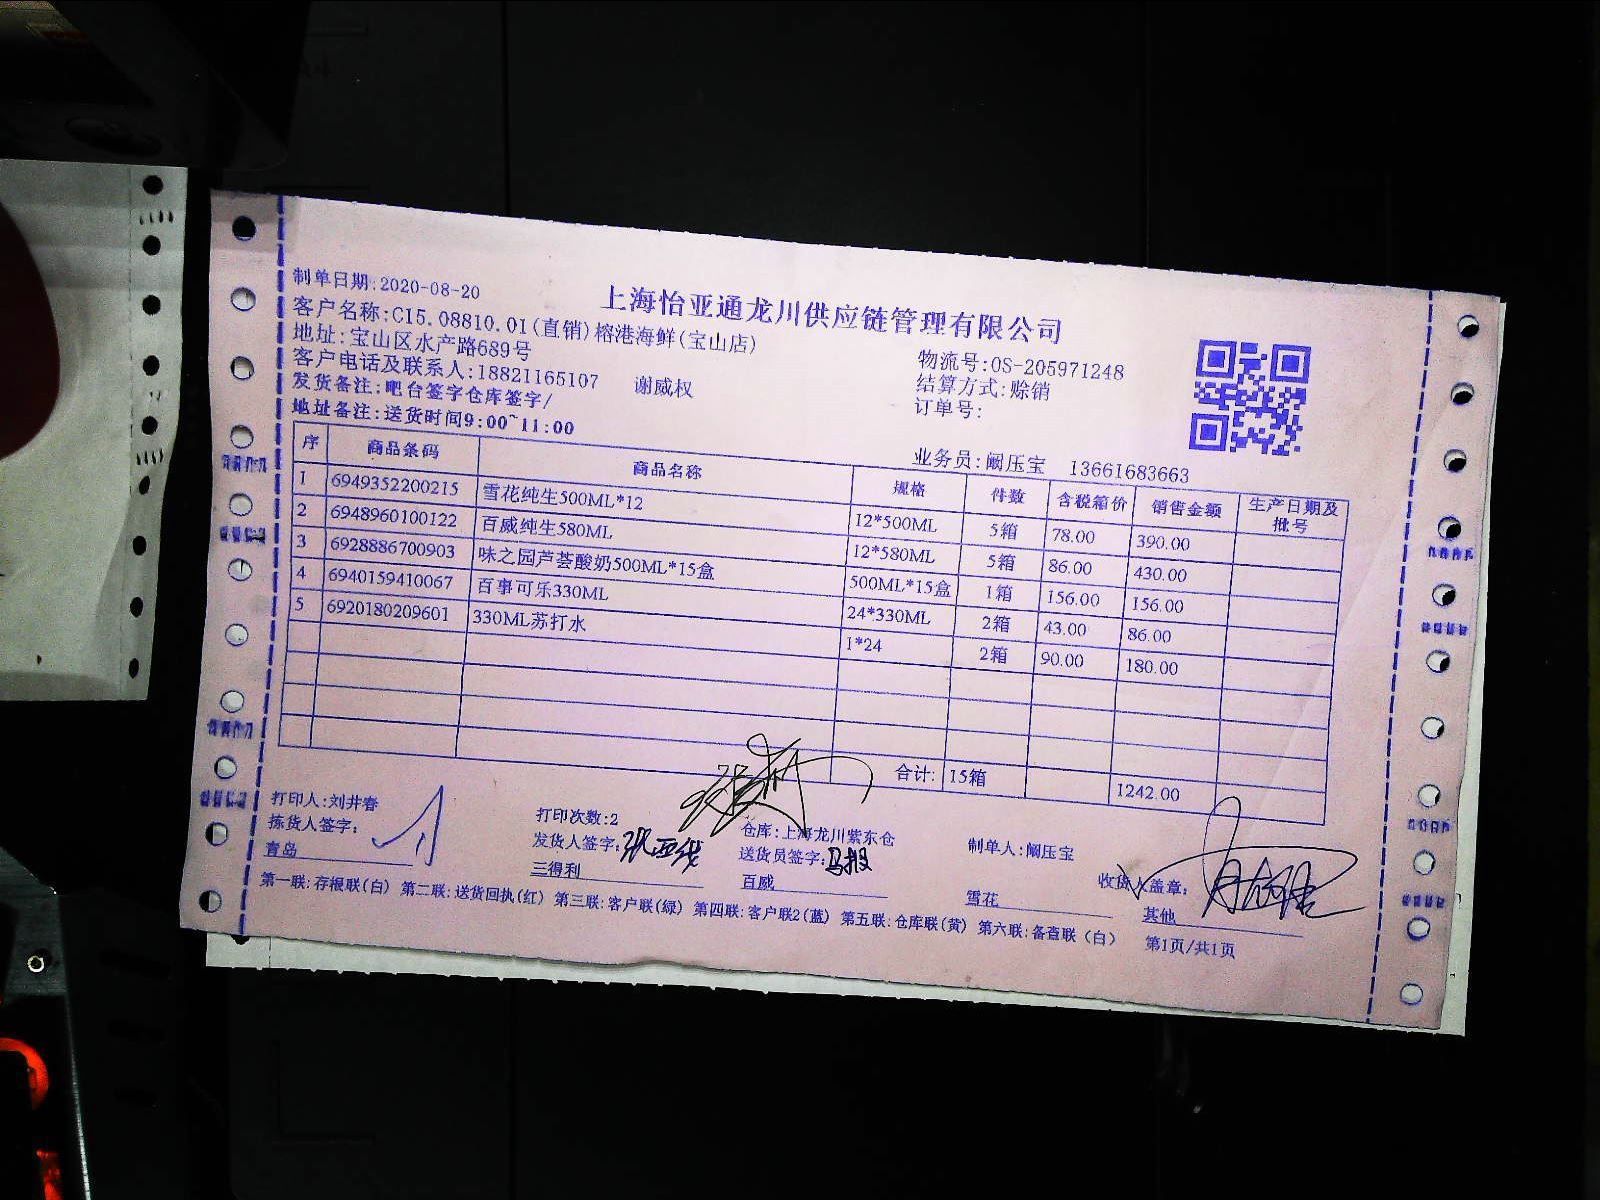 制单日期:2020-08-20
上海怡亚通龙川供应链管理有限公司
客户名称:C15.08810.01(直销)榕港海鲜(宝山店)
地址:宝山区水产路689号
物流号:OS-205971248
客户电话及联系人:18821165107 谢威权
结算方式:赊销
发货备注:吧台签字仓库签字/
订单号:
地址备注:送货时间9:00~11:00
业务员:阚压宝 13661683663
序 商品条码 商品名称 规格 件数 含税箱价 销售金额 生产日期及批号
1 6949352200215 雪花纯生500ML*12 12*500ML 5箱 78.00 390.00
2 6948960100122 百威纯生580ML 12*580ML 5箱 86.00 430.00
3 6928886700903 味之园芦荟酸奶500ML*15盒 500ML*15盒 1箱 156.00 156.00
4 6940159410067 百事可乐330ML 24*330ML 2箱 43.00 86.00
5 6920180209601 330ML苏打水 1*24 2箱 90.00 180.00
合计: 15箱 1242.00
打印人:刘井春 打印次数:2 仓库:上海龙川紫东仓 制单人:阚压宝
拣货人签字: 发货人签字: 送货员签字: 收货人盖章:
青岛 三得利 百威 雪花 其他
第一联:存根联(白) 第二联:送货回执(红) 第三联:客户联(绿) 第四联:客户联2(蓝) 第五联:仓库联(黄) 第六联:备查联(白) 第1页/共1页